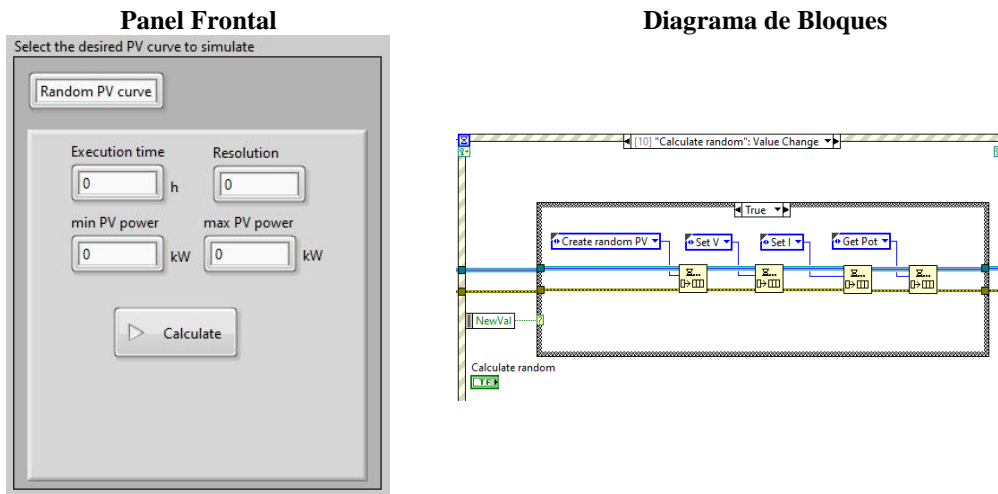 Panel Frontal
Select the desired PV curve to simulate
Random PV curve
Execution time
Resolution
0
h
0
min PV power
max PV power
0
kW
0
kW
Calculate
Diagrama de Bloques
[10] "Calculate random": Value Change
True
Create random PV
Set V
Set I
Get Pot
NewVal
?
Calculate random
TF